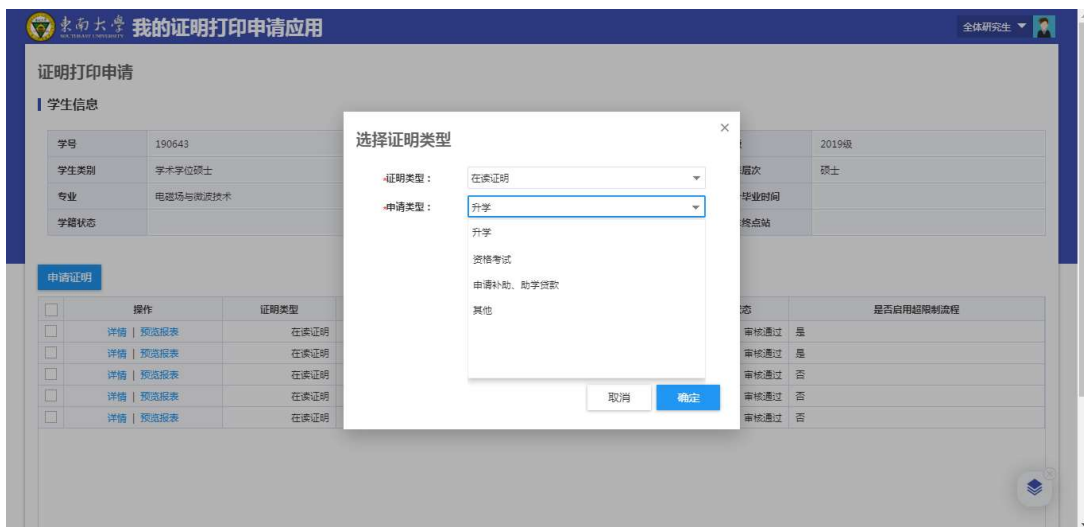 東南大學 我的证明打印申请应用
SOUTHEAST UNIVERSITY
全体研究生
证明打印申请
学生信息
学号 190643 2019级
学生类别 学术学位硕士 层次 硕士
专业 电磁场与微波技术 毕业时间
学籍状态 终点站
选择证明类型 ×
*证明类型： 在读证明
*申请类型： 升学
升学
资格考试
申请补助、助学贷款
其他
取消 确定
申请证明
操作 证明类型 态 是否启用超限制流程
详情 | 预览报表 在读证明 审核通过 是
详情 | 预览报表 在读证明 审核通过 是
详情 | 预览报表 在读证明 审核通过 否
详情 | 预览报表 在读证明 审核通过 否
详情 | 预览报表 在读证明 审核通过 否